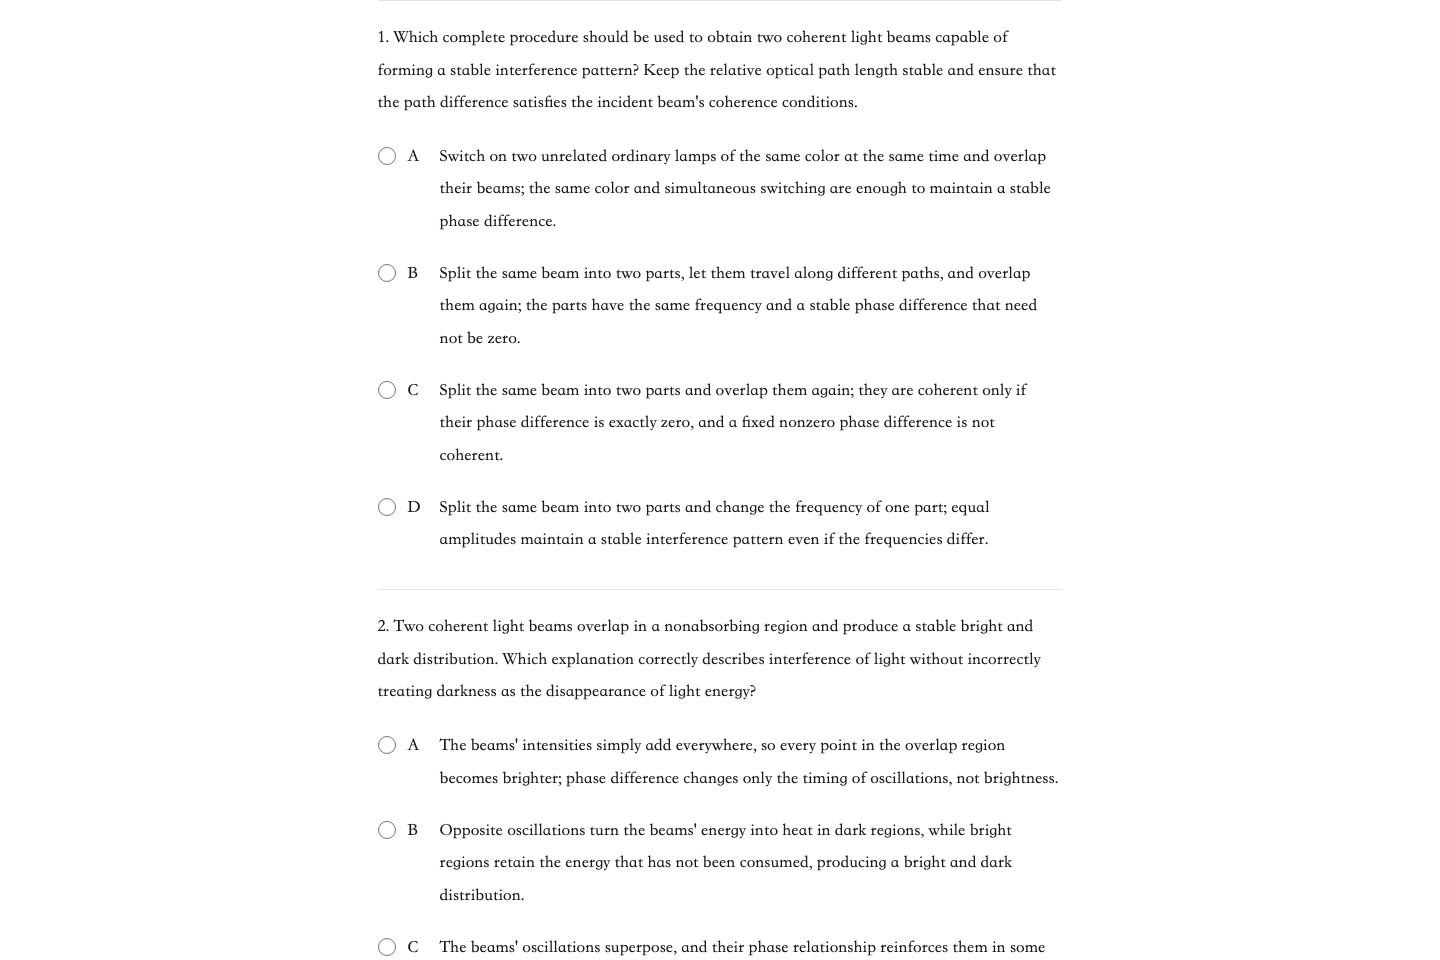 1. Which complete procedure should be used to obtain two coherent light beams capable of
forming a stable interference pattern? Keep the relative optical path length stable and ensure that
the path difference satisfies the incident beam's coherence conditions.
A Switch on two unrelated ordinary lamps of the same color at the same time and overlap
their beams; the same color and simultaneous switching are enough to maintain a stable
phase difference.
B Split the same beam into two parts, let them travel along different paths, and overlap
them again; the parts have the same frequency and a stable phase difference that need
not be zero.
C Split the same beam into two parts and overlap them again; they are coherent only if
their phase difference is exactly zero, and a fixed nonzero phase difference is not
coherent.
D Split the same beam into two parts and change the frequency of one part; equal
amplitudes maintain a stable interference pattern even if the frequencies differ.
2. Two coherent light beams overlap in a nonabsorbing region and produce a stable bright and
dark distribution. Which explanation correctly describes interference of light without incorrectly
treating darkness as the disappearance of light energy?
A The beams' intensities simply add everywhere, so every point in the overlap region
becomes brighter; phase difference changes only the timing of oscillations, not brightness.
B Opposite oscillations turn the beams' energy into heat in dark regions, while bright
regions retain the energy that has not been consumed, producing a bright and dark
distribution.
C The beams' oscillations superpose, and their phase relationship reinforces them in some